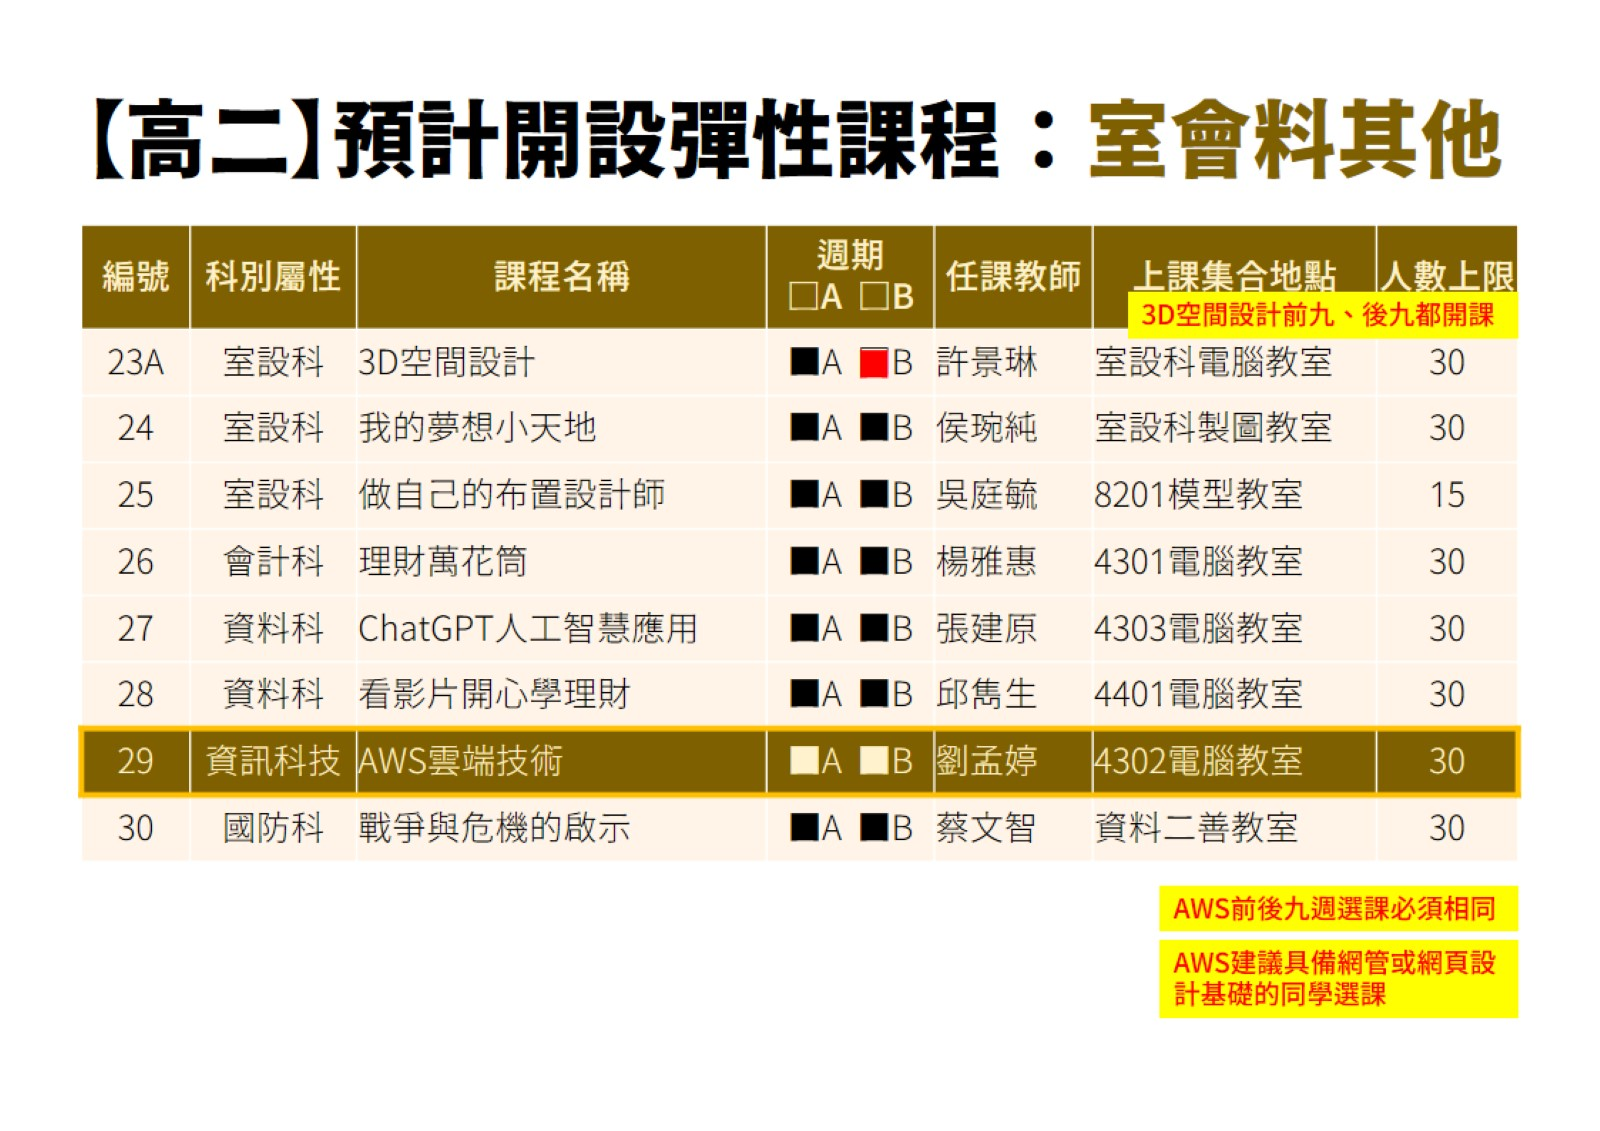 【高二】預計開設彈性課程：室會料其他
編號 科別屬性 課程名稱 週期 □A □B 任課教師 上課集合地點 人數上限
3D空間設計前九、後九都開課
23A 室設科 3D空間設計 ■A ■B 許景琳 室設科電腦教室 30
24 室設科 我的夢想小天地 ■A ■B 侯琬純 室設科製圖教室 30
25 室設科 做自己的布置設計師 ■A ■B 吳庭毓 8201模型教室 15
26 會計科 理財萬花筒 ■A ■B 楊雅惠 4301電腦教室 30
27 資料科 ChatGPT人工智慧應用 ■A ■B 張建原 4303電腦教室 30
28 資料科 看影片開心學理財 ■A ■B 邱雋生 4401電腦教室 30
29 資訊科技 AWS雲端技術 ■A ■B 劉孟婷 4302電腦教室 30
30 國防科 戰爭與危機的啟示 ■A ■B 蔡文智 資料二善教室 30
AWS前後九週選課必須相同
AWS建議具備網管或網頁設
計基礎的同學選課